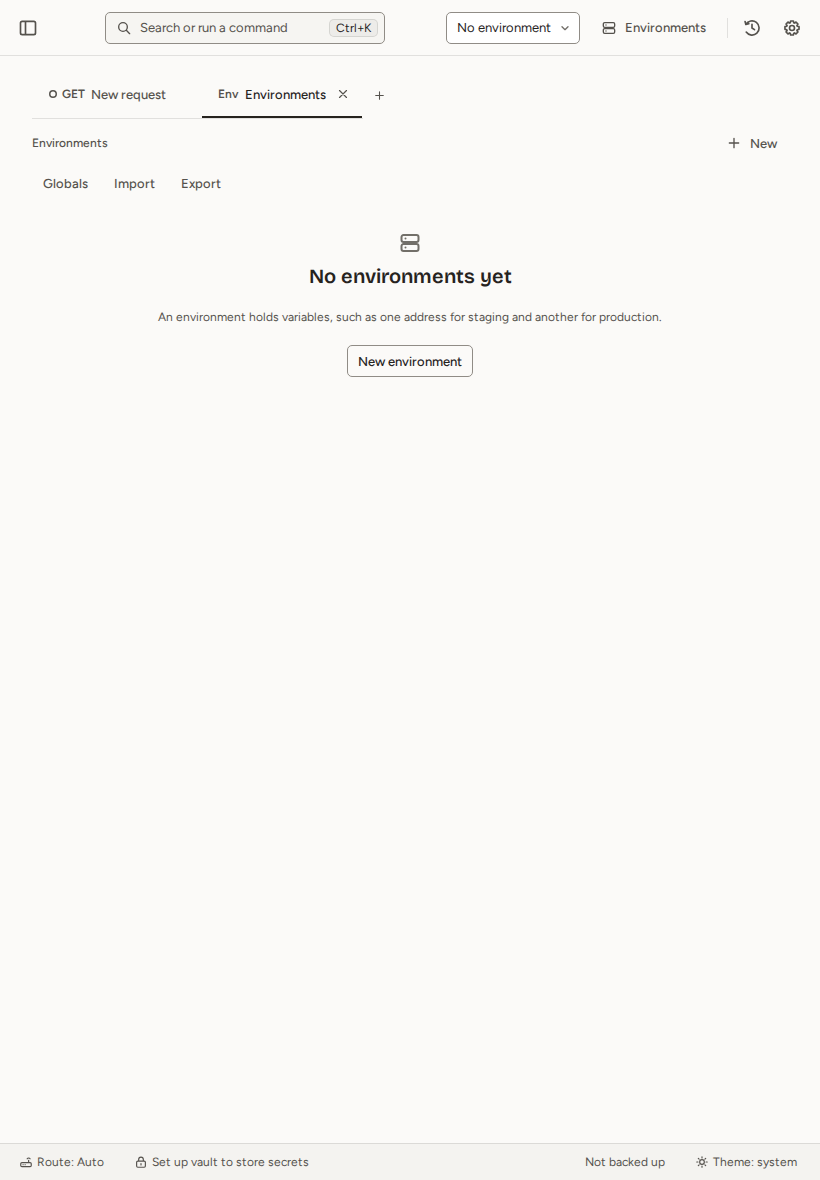 Search or run a command Ctrl+K No environment Environments
GET New request Env Environments
Environments New
Globals Import Export
No environments yet
An environment holds variables, such as one address for staging and another for production.
New environment
Route: Auto Set up vault to store secrets Not backed up Theme: system